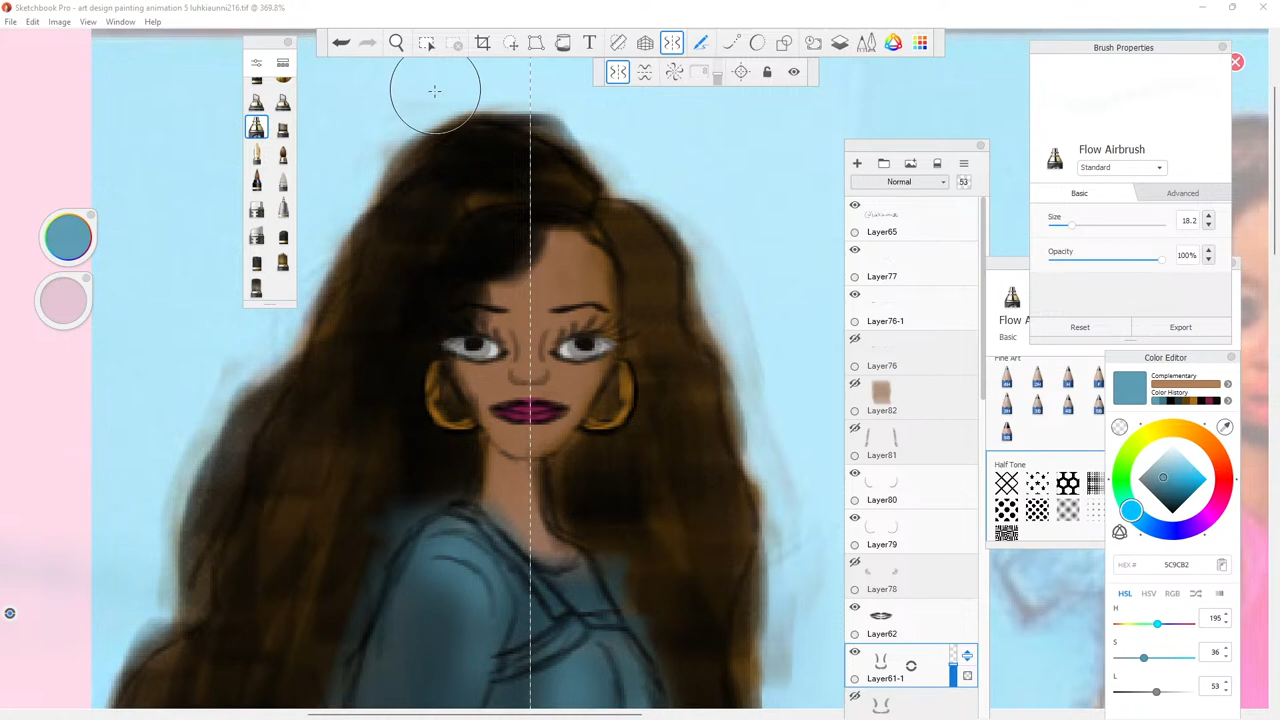 Sketchbook Pro - art design painting animation 5 luhkiaunni216.tif @ 369.8%
File Edit Image View Window Help
Brush Properties
Flow Airbrush
Standard
Basic Advanced
Size 18.2
Opacity 100%
Reset Export
Normal 53
Layer65
Layer77
Layer76-1
Layer76
Layer82
Layer81
Layer80
Layer79
Layer78
Layer62
Layer61-1
Flow A
Basic
Fine Art
Half Tone
Color Editor
Complementary
Color History
HEX # 5C9CB2
HSL HSV RGB
H 195
S 36
L 53